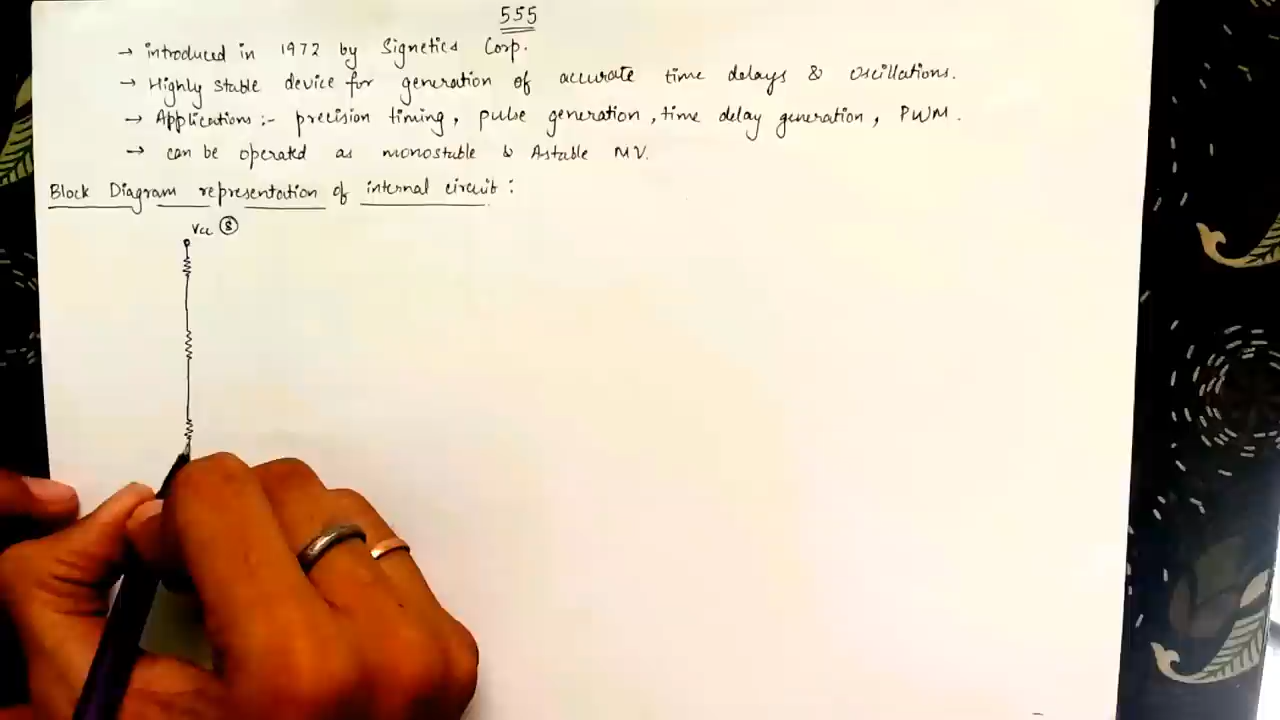 555
→ introduced in 1972 by Signetics Corp.
→ Highly stable device for generation of accurate time delays & oscillations.
→ Applications :- precision timing, pulse generation, time delay generation, PWM.
→ can be operated as monostable & Astable MV.
Block Diagram representation of internal circuit :
Vcc 8